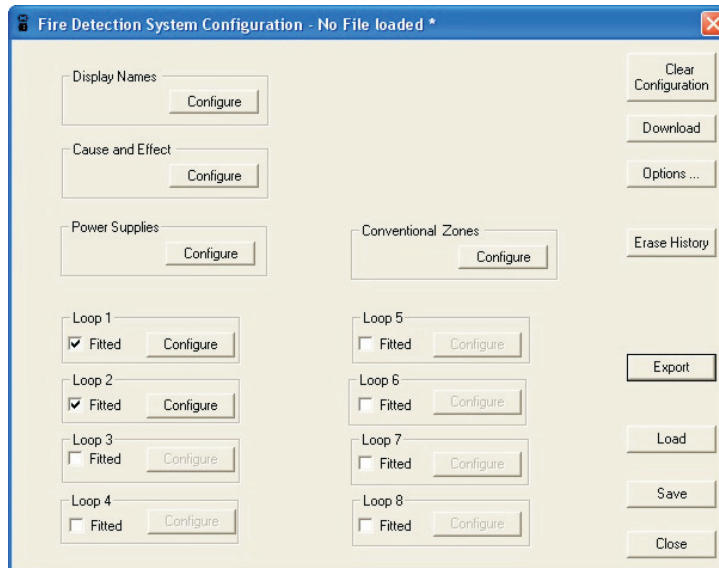 Fire Detection System Configuration - No File loaded *
Display Names
Configure
Cause and Effect
Configure
Power Supplies
Configure
Conventional Zones
Configure
Loop 1
Fitted
Configure
Loop 2
Fitted
Configure
Loop 3
Fitted
Configure
Loop 4
Fitted
Configure
Loop 5
Fitted
Configure
Loop 6
Fitted
Configure
Loop 7
Fitted
Configure
Loop 8
Fitted
Configure
Clear
Configuration
Download
Options ...
Erase History
Export
Load
Save
Close